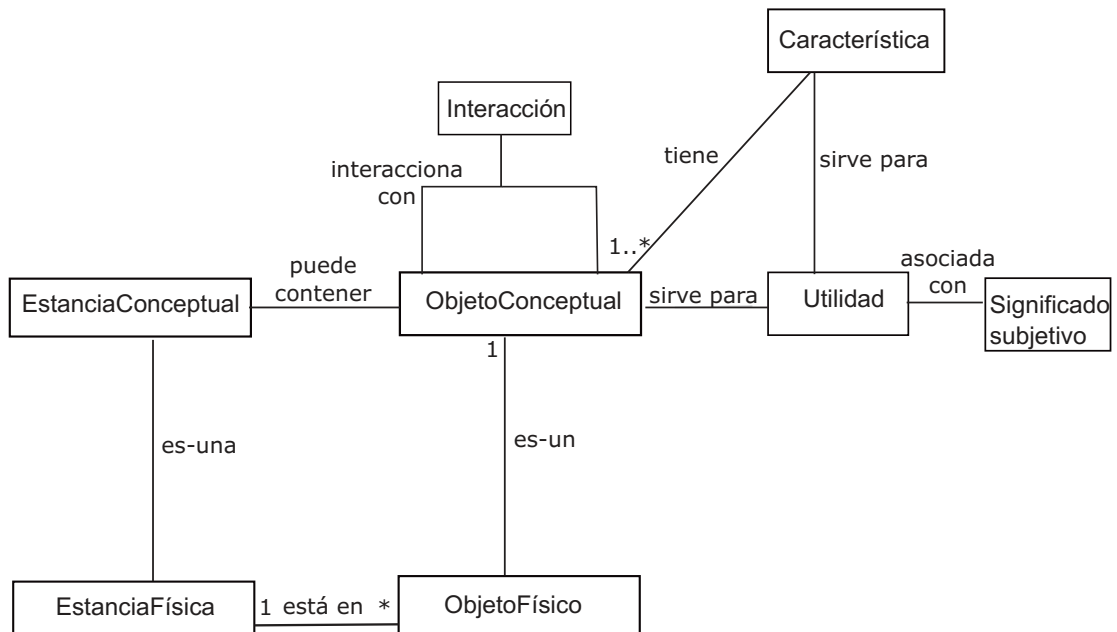 Característica
Interacción
interacciona
con
tiene
sirve para
1..*
puede
contener
asociada
con
EstanciaConceptual
ObjetoConceptual
sirve para
Utilidad
Significado
subjetivo
1
es-una
es-un
EstanciaFísica
1 está en *
ObjetoFísico